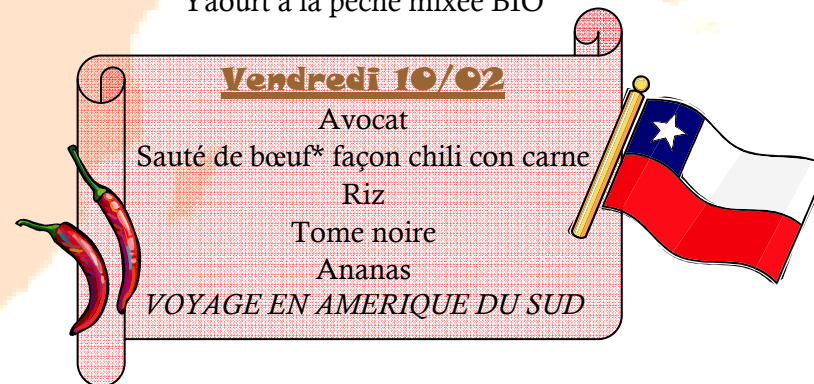 Yaourt à la pêche mixée BIO
Vendredi 10/02
Avocat
Sauté de bœuf* façon chili con carne
Riz
Tome noire
Ananas
VOYAGE EN AMERIQUE DU SUD